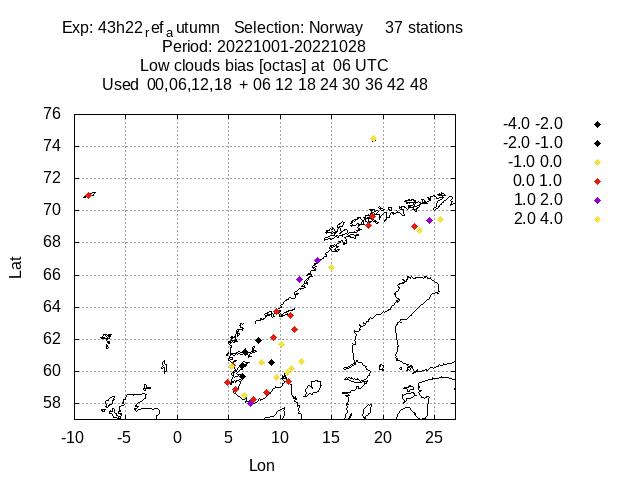 Exp: 43h22refautumn Selection: Norway 37 stations
Period: 20221001-20221028
Low clouds bias [octas] at 06 UTC
Used 00,06,12,18 + 06 12 18 24 30 36 42 48
76
74
72
70
68
66
64
62
60
58
Lat
-10 -5 0 5 10 15 20 25
Lon
-4.0 -2.0
-2.0 -1.0
-1.0 0.0
0.0 1.0
1.0 2.0
2.0 4.0